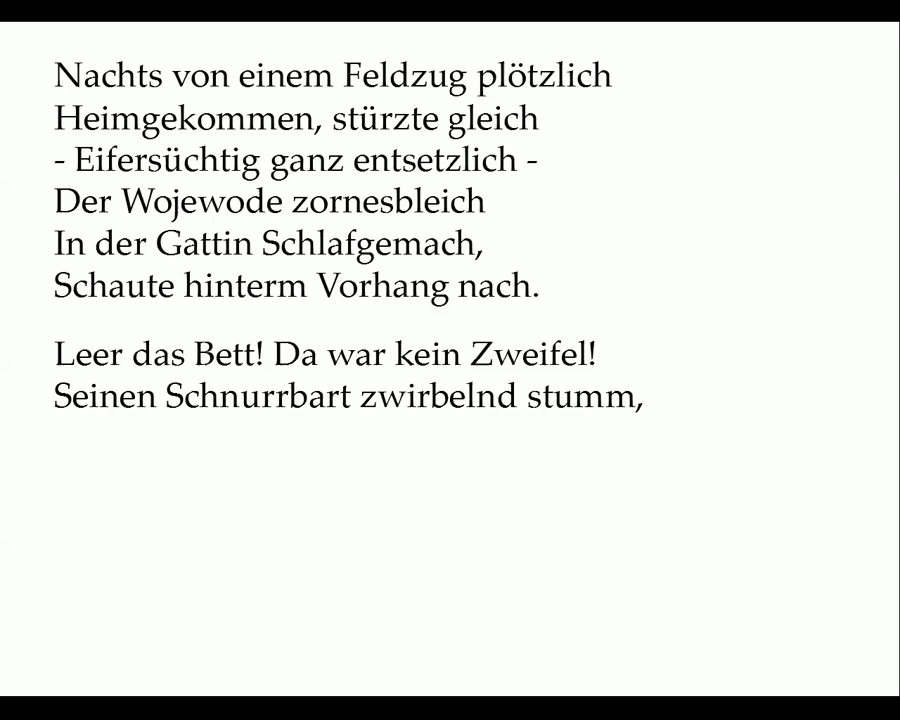 Nachts von einem Feldzug plötzlich
Heimgekommen, stürzte gleich
- Eifersüchtig ganz entsetzlich -
Der Wojewode zornesbleich
In der Gattin Schlafgemach,
Schaute hinterm Vorhang nach.
Leer das Bett! Da war kein Zweifel!
Seinen Schnurrbart zwirbelnd stumm,